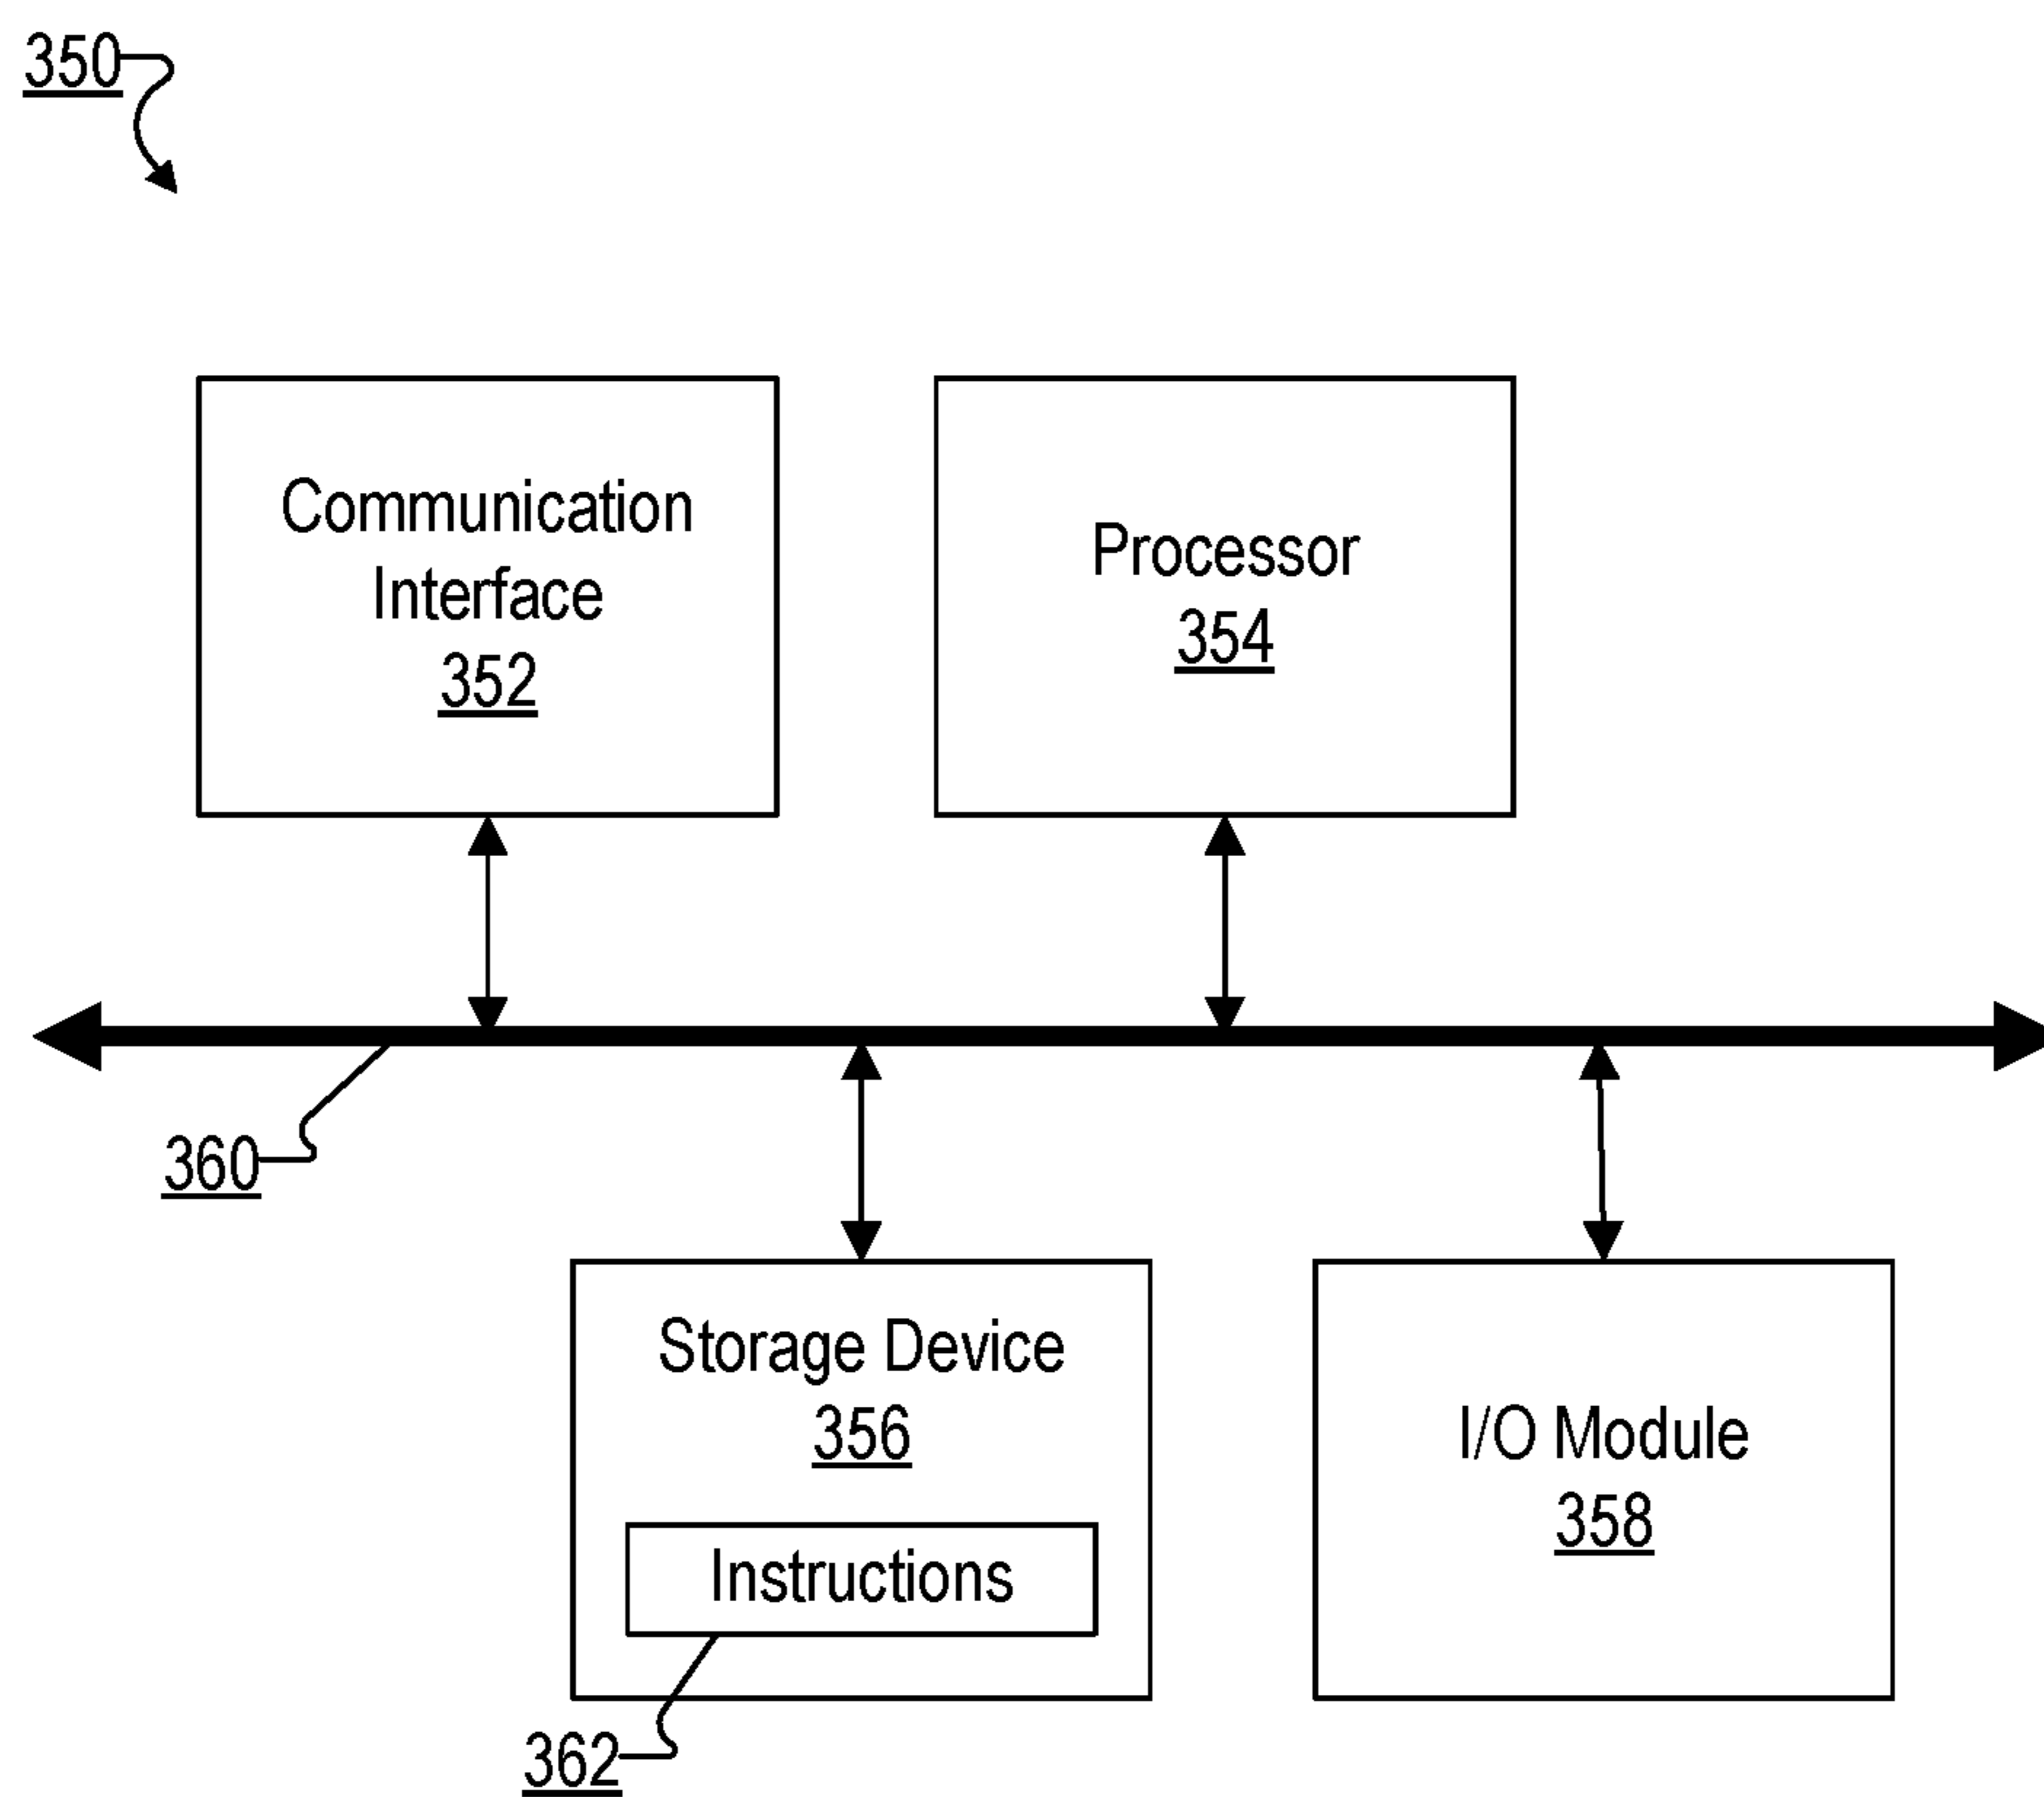 350
Communication
Interface
352
Processor
354
360
Storage Device
356
Instructions
362
I/O Module
358